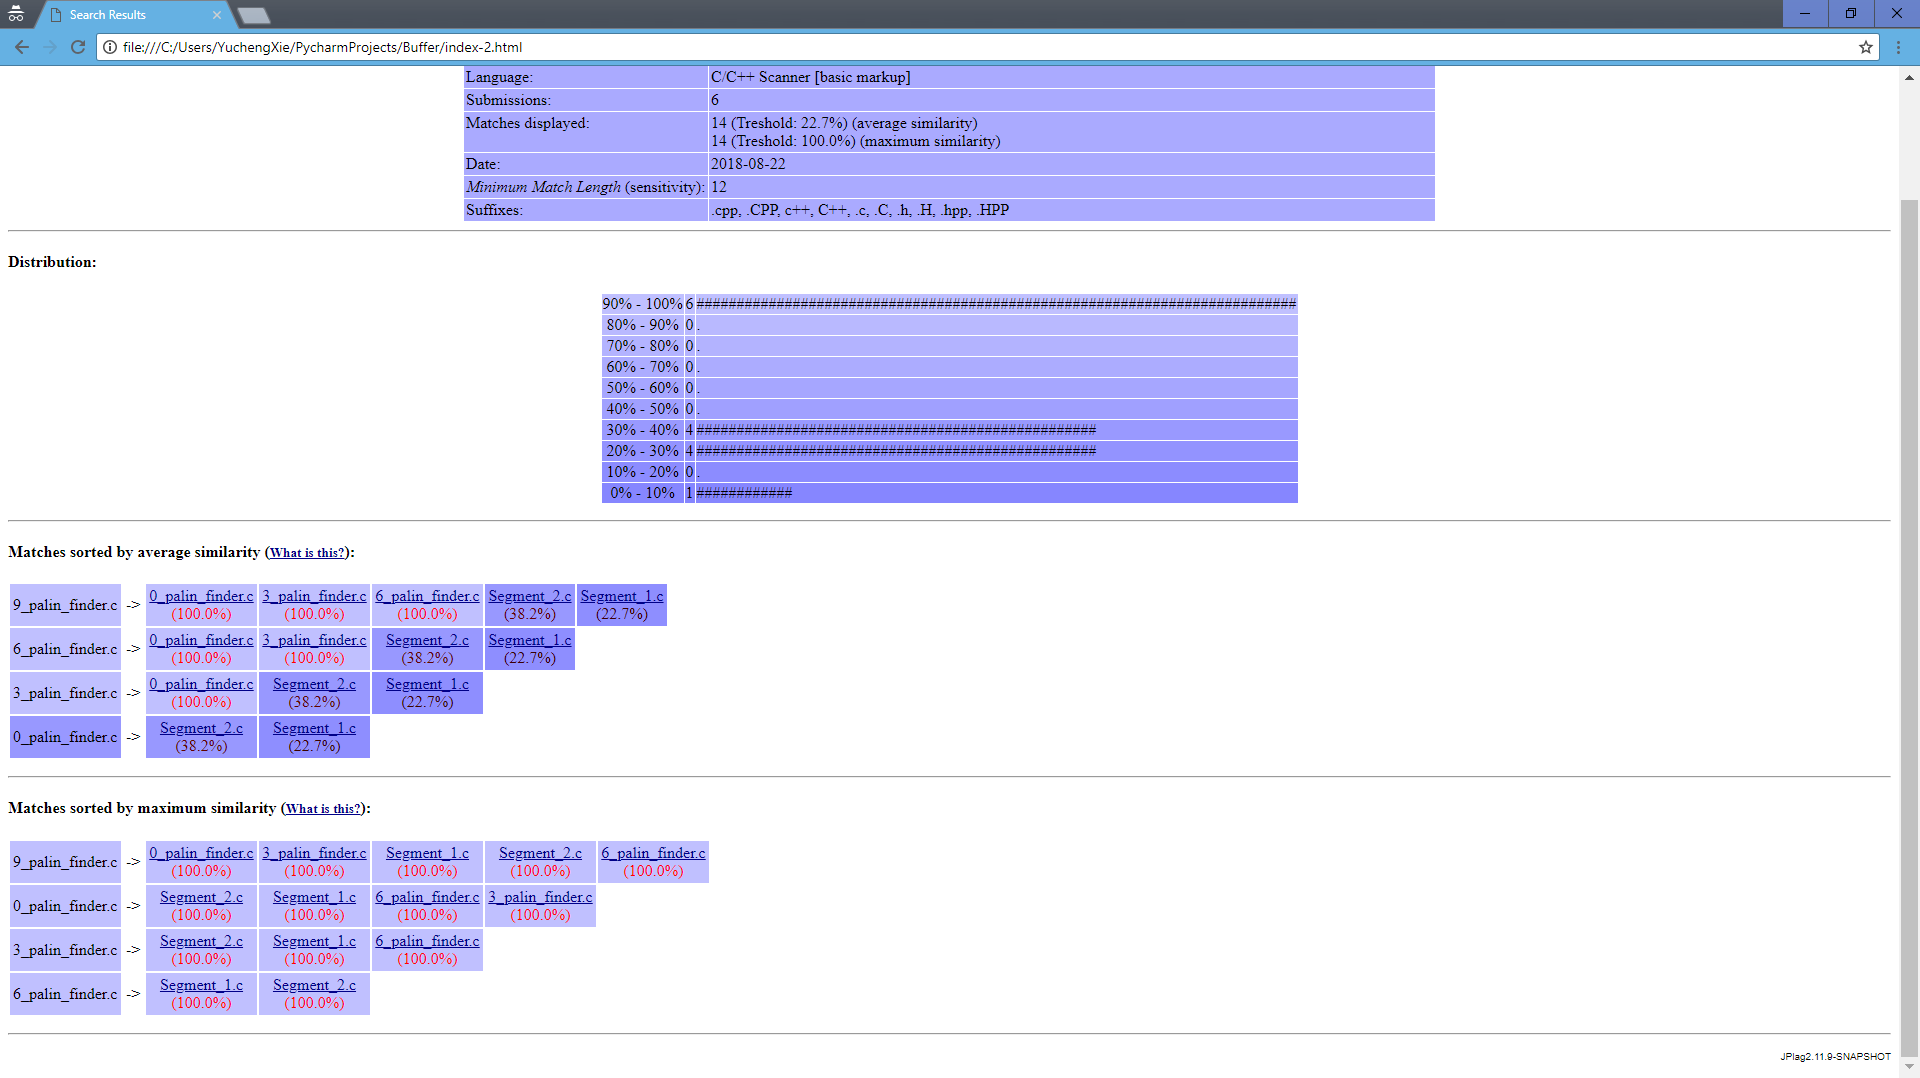 Search Results
file:///C:/Users/YuchengXie/PycharmProjects/Buffer/index-2.html
Language: C/C++ Scanner [basic markup]
Submissions: 6
Matches displayed: 14 (Treshold: 22.7%) (average similarity)
14 (Treshold: 100.0%) (maximum similarity)
Date: 2018-08-22
Minimum Match Length (sensitivity): 12
Suffixes: .cpp, .CPP, c++, C++, .c, .C, .h, .H, .hpp, .HPP
Distribution:
90% - 100% 6 ###########################################################################
80% - 90% 0 .
70% - 80% 0 .
60% - 70% 0 .
50% - 60% 0 .
40% - 50% 0 .
30% - 40% 4 ##################################################
20% - 30% 4 ##################################################
10% - 20% 0 .
0% - 10% 1 ############
Matches sorted by average similarity (What is this?):
9_palin_finder.c -> 0_palin_finder.c 3_palin_finder.c 6_palin_finder.c Segment_2.c Segment_1.c
(100.0%) (100.0%) (100.0%) (38.2%) (22.7%)
6_palin_finder.c -> 0_palin_finder.c 3_palin_finder.c Segment_2.c Segment_1.c
(100.0%) (100.0%) (38.2%) (22.7%)
3_palin_finder.c -> 0_palin_finder.c Segment_2.c Segment_1.c
(100.0%) (38.2%) (22.7%)
0_palin_finder.c -> Segment_2.c Segment_1.c
(38.2%) (22.7%)
Matches sorted by maximum similarity (What is this?):
9_palin_finder.c -> 0_palin_finder.c 3_palin_finder.c Segment_1.c Segment_2.c 6_palin_finder.c
(100.0%) (100.0%) (100.0%) (100.0%) (100.0%)
0_palin_finder.c -> Segment_2.c Segment_1.c 6_palin_finder.c 3_palin_finder.c
(100.0%) (100.0%) (100.0%) (100.0%)
3_palin_finder.c -> Segment_2.c Segment_1.c 6_palin_finder.c
(100.0%) (100.0%) (100.0%)
6_palin_finder.c -> Segment_1.c Segment_2.c
(100.0%) (100.0%)
JPlag2.11.9-SNAPSHOT